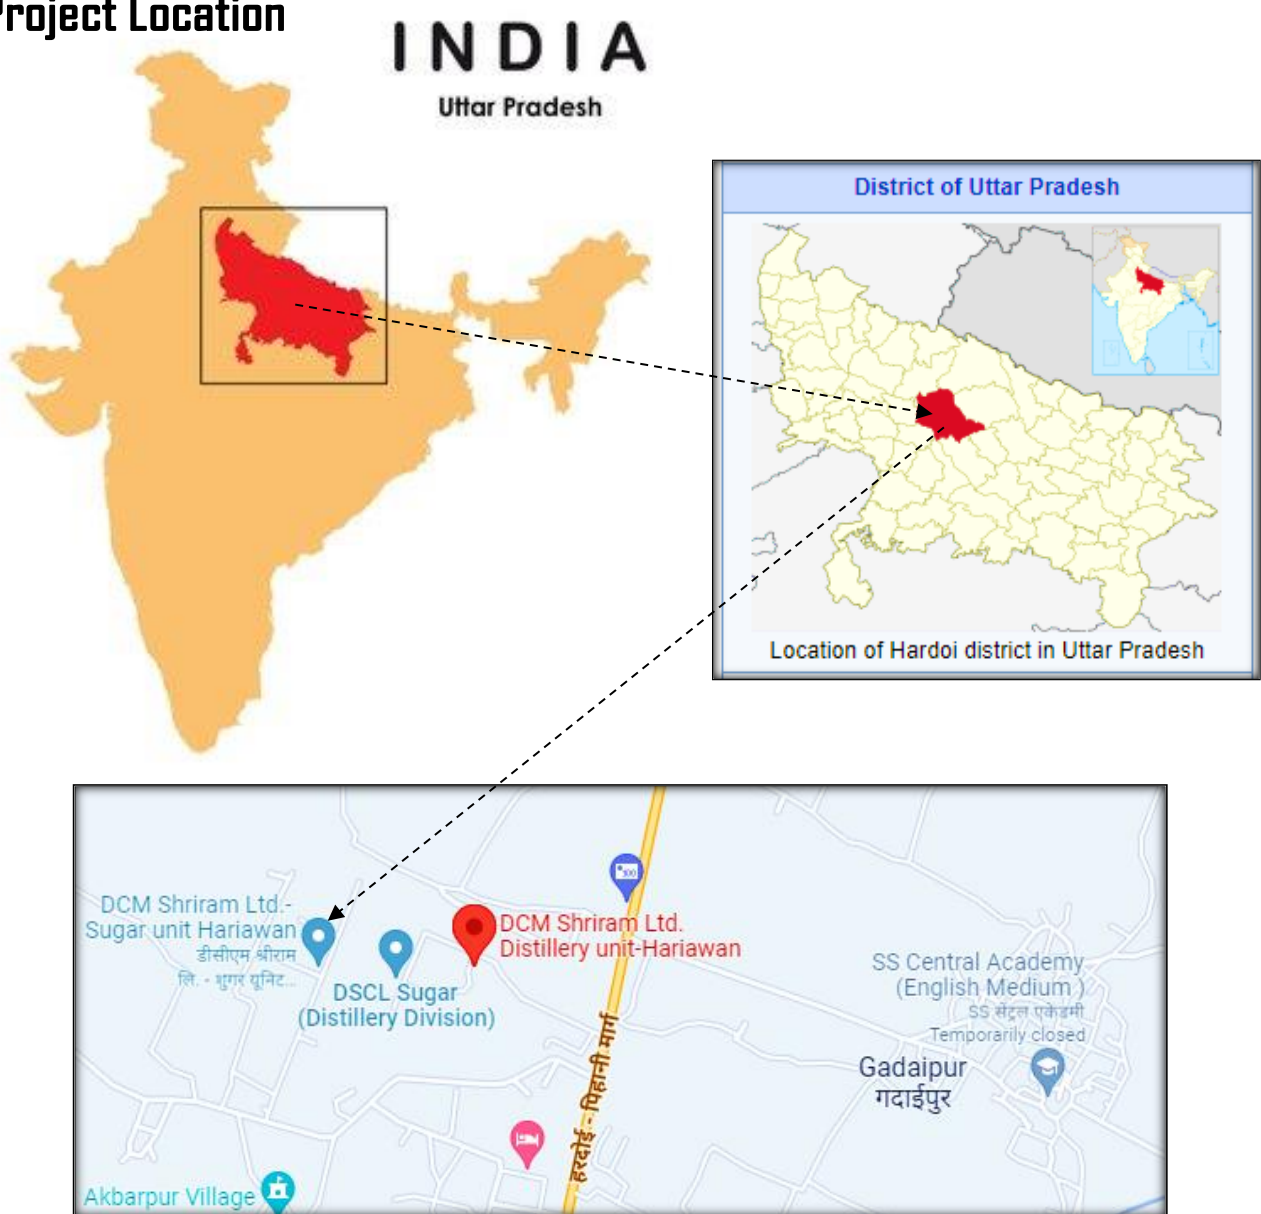 Project Location
INDIA
Uttar Pradesh
District of Uttar Pradesh
Location of Hardoi district in Uttar Pradesh
DCM Shriram Ltd.-
Sugar unit Hariawan
डीसीएम श्रीराम
लि. - शुगर यूनिट...
DSCL Sugar
(Distillery Division)
DCM Shriram Ltd.
Distillery unit-Hariawan
SS Central Academy
(English Medium )
SS सेंट्रल एकेडमी
Temporarily closed
Gadaipur
गदाईपुर
हरदोई - पिहानी मार्ग
Akbarpur Village